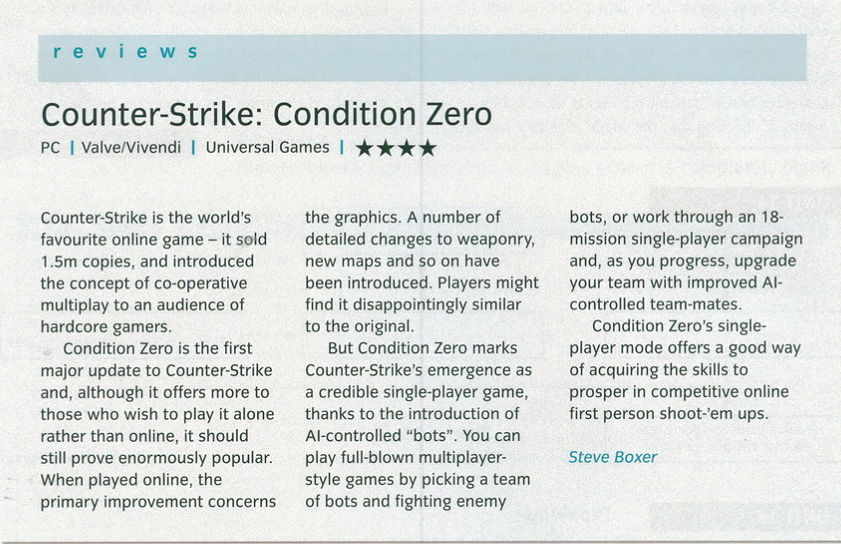 reviews
Counter-Strike: Condition Zero
PC | Valve/Vivendi | Universal Games | ★★★★
Counter-Strike is the world's
favourite online game – it sold
1.5m copies, and introduced
the concept of co-operative
multiplay to an audience of
hardcore gamers.
Condition Zero is the first
major update to Counter-Strike
and, although it offers more to
those who wish to play it alone
rather than online, it should
still prove enormously popular.
When played online, the
primary improvement concerns
the graphics. A number of
detailed changes to weaponry,
new maps and so on have
been introduced. Players might
find it disappointingly similar
to the original.
But Condition Zero marks
Counter-Strike's emergence as
a credible single-player game,
thanks to the introduction of
AI-controlled “bots”. You can
play full-blown multiplayer-
style games by picking a team
of bots and fighting enemy
bots, or work through an 18-
mission single-player campaign
and, as you progress, upgrade
your team with improved AI-
controlled team-mates.
Condition Zero's single-
player mode offers a good way
of acquiring the skills to
prosper in competitive online
first person shoot-'em ups.
Steve Boxer